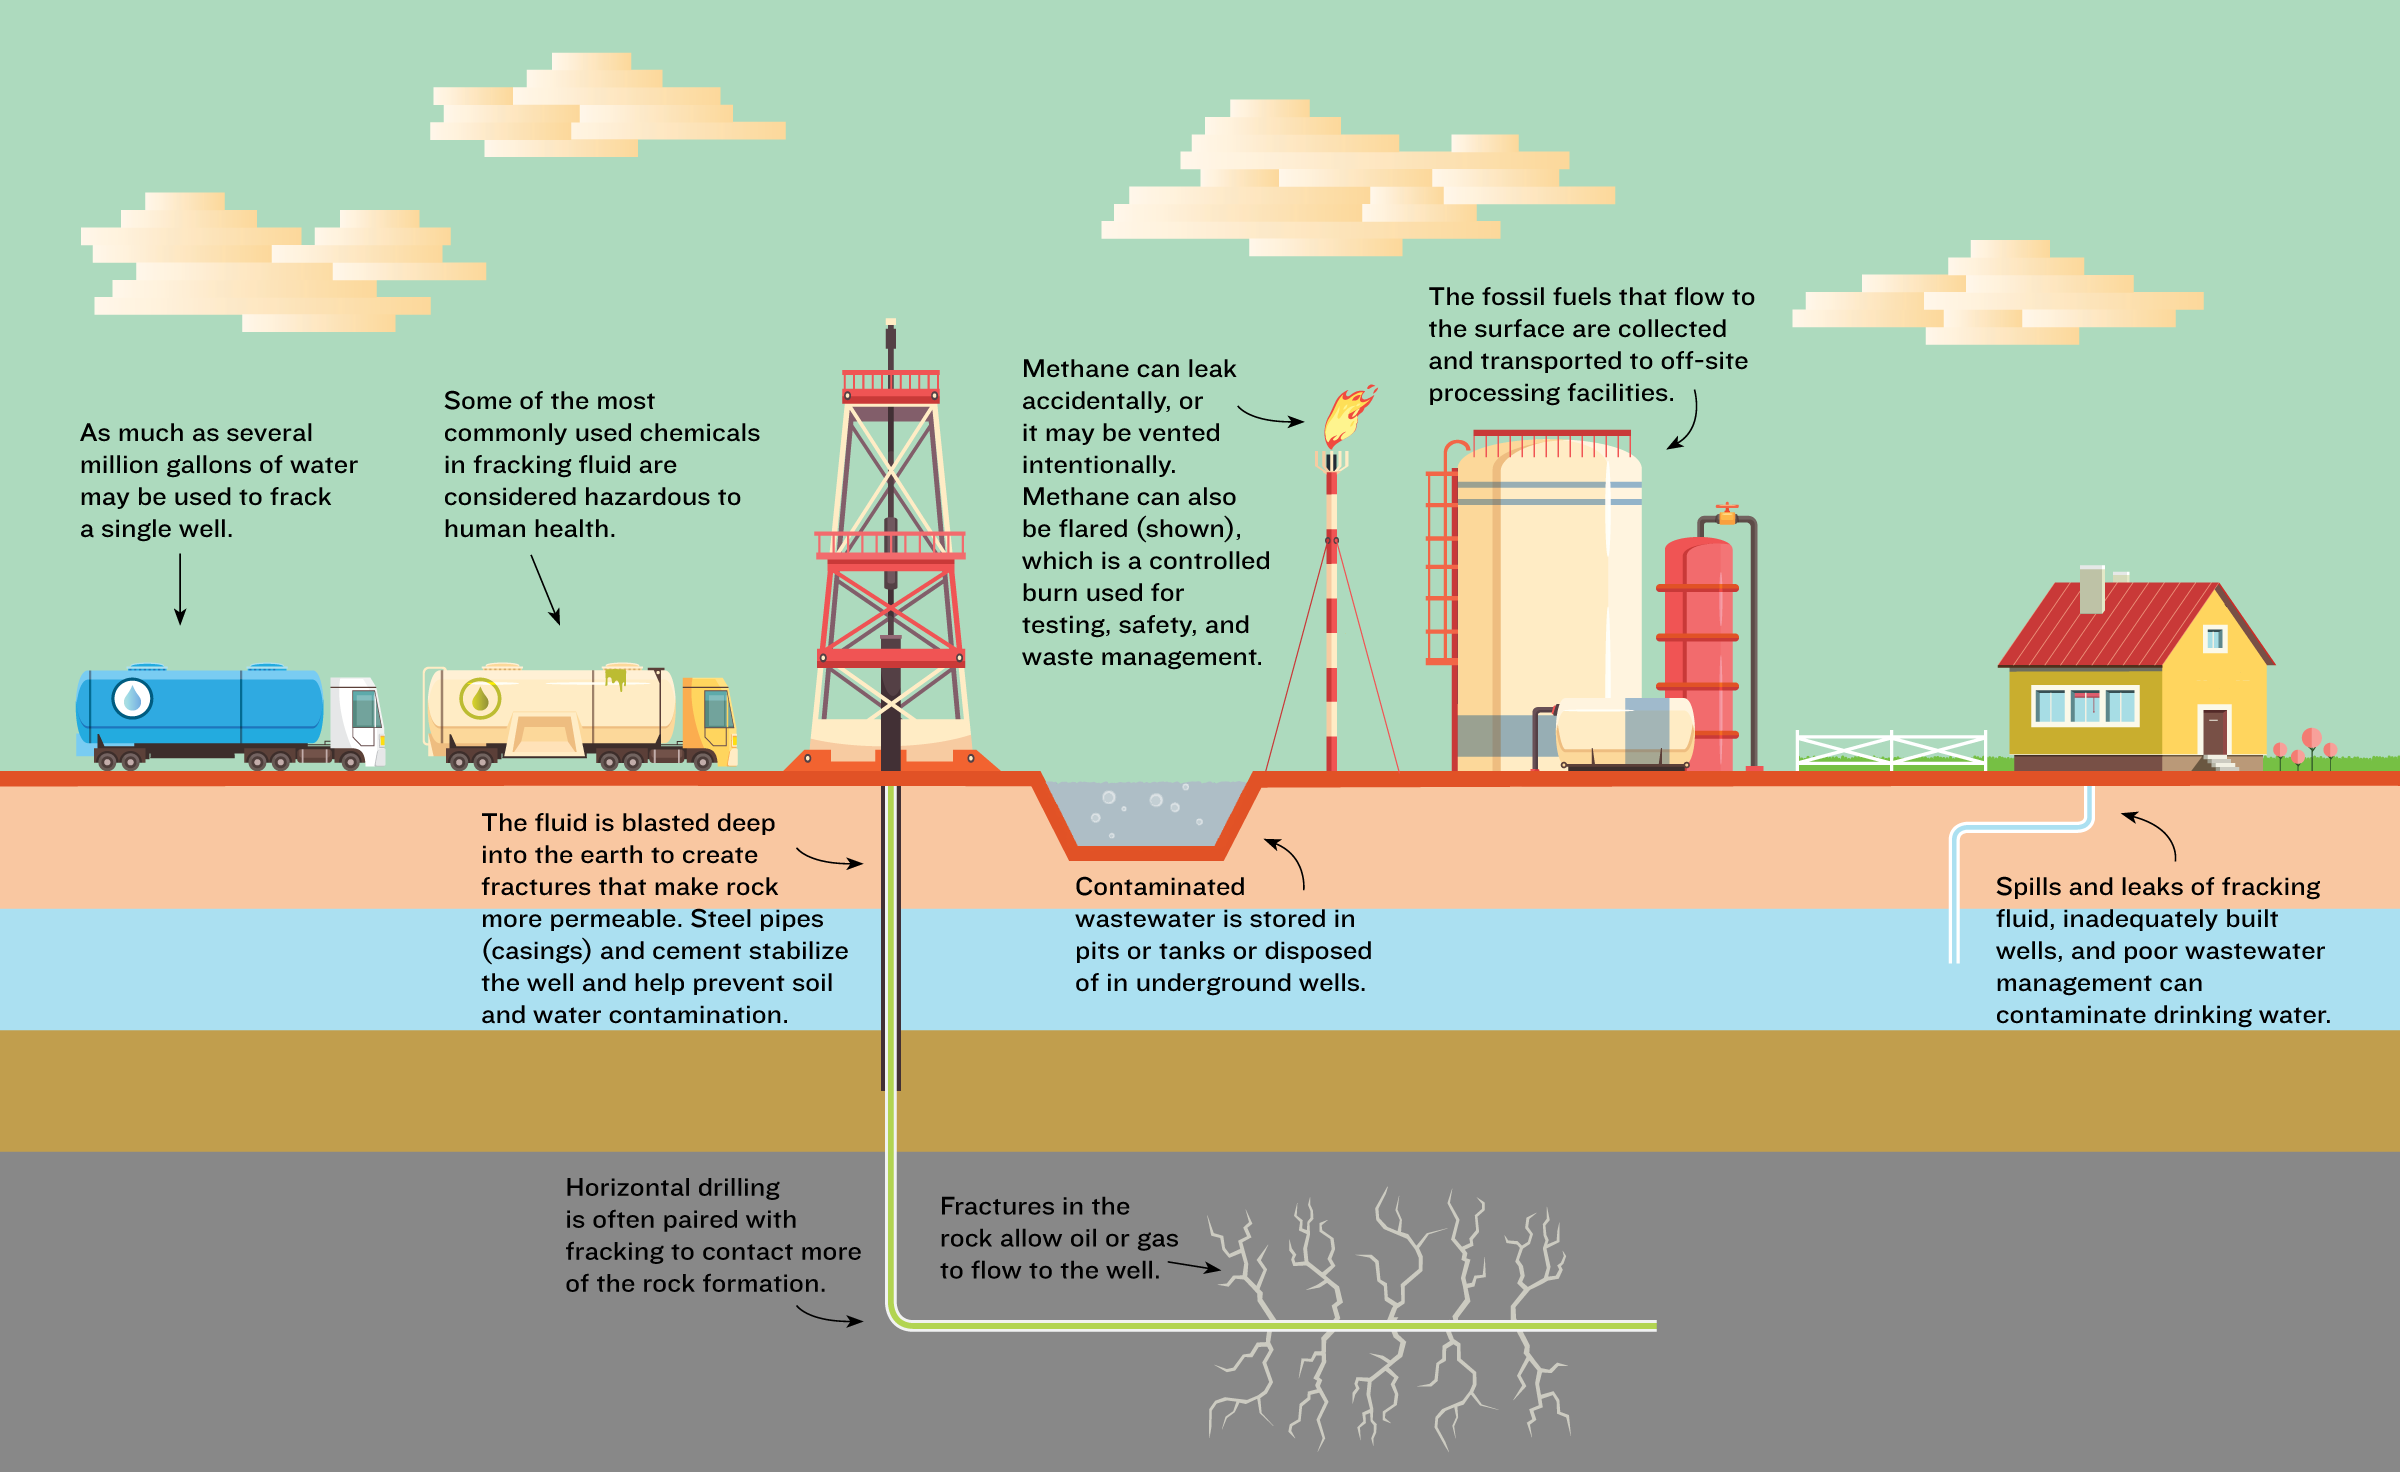 As much as several
million gallons of water
may be used to frack
a single well.
Some of the most
commonly used chemicals
in fracking fluid are
considered hazardous to
human health.
Methane can leak
accidentally, or
it may be vented
intentionally.
Methane can also
be flared (shown),
which is a controlled
burn used for
testing, safety, and
waste management.
The fossil fuels that flow to
the surface are collected
and transported to off-site
processing facilities.
The fluid is blasted deep
into the earth to create
fractures that make rock
more permeable. Steel pipes
(casings) and cement stabilize
the well and help prevent soil
and water contamination.
Contaminated
wastewater is stored in
pits or tanks or disposed
of in underground wells.
Spills and leaks of fracking
fluid, inadequately built
wells, and poor wastewater
management can
contaminate drinking water.
Horizontal drilling
is often paired with
fracking to contact more
of the rock formation.
Fractures in the
rock allow oil or gas
to flow to the well.